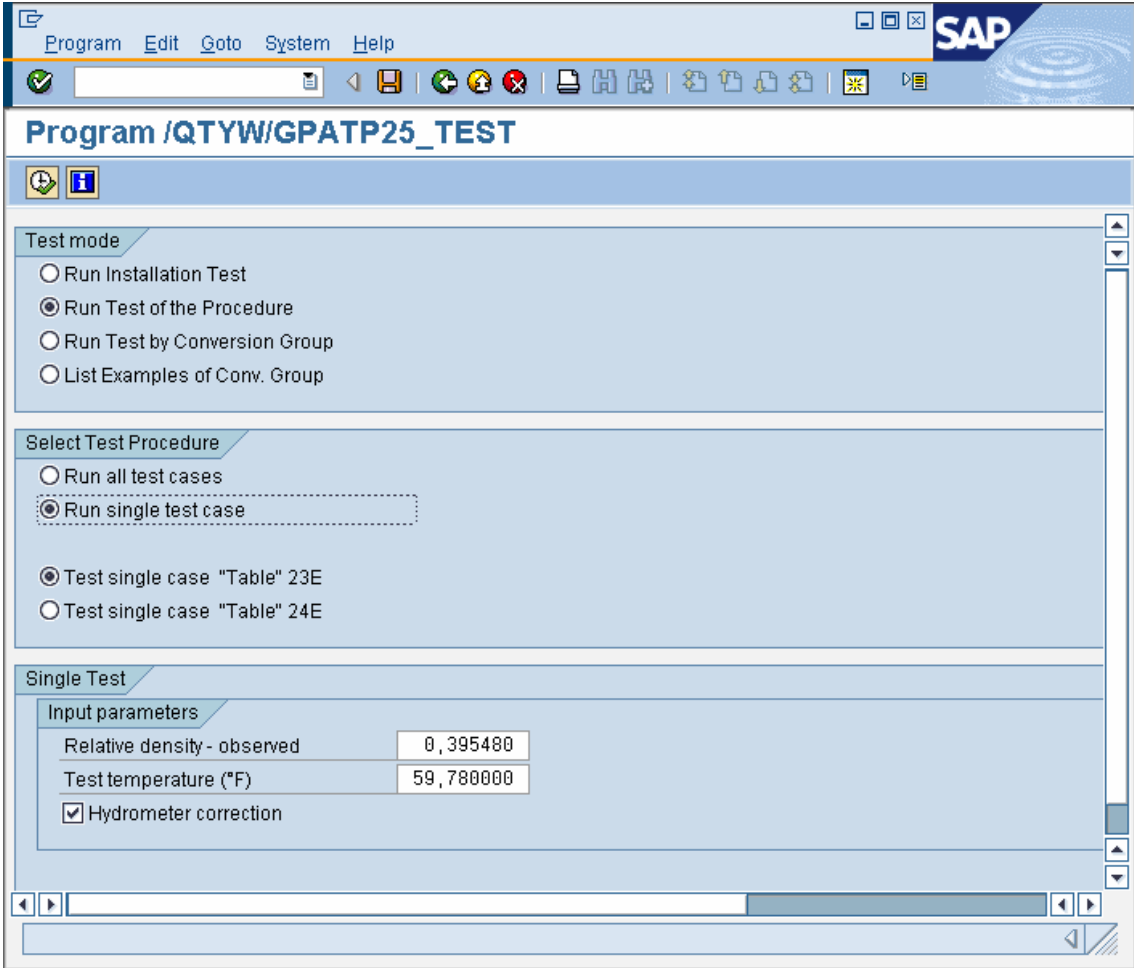 Program Edit Goto System Help
SAP
Program /QTYW/GPATP25_TEST
Test mode
Run Installation Test
Run Test of the Procedure
Run Test by Conversion Group
List Examples of Conv. Group
Select Test Procedure
Run all test cases
Run single test case
Test single case "Table" 23E
Test single case "Table" 24E
Single Test
Input parameters
Relative density - observed 0,395480
Test temperature (°F) 59,780000
Hydrometer correction